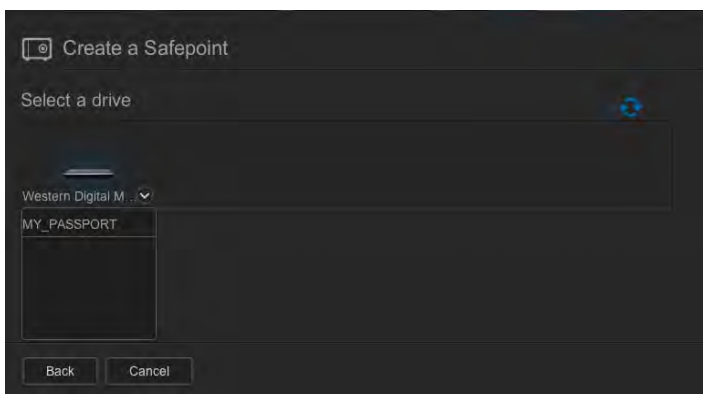 Create a Safepoint
Select a drive
Western Digital M ..
MY_PASSPORT
Back Cancel